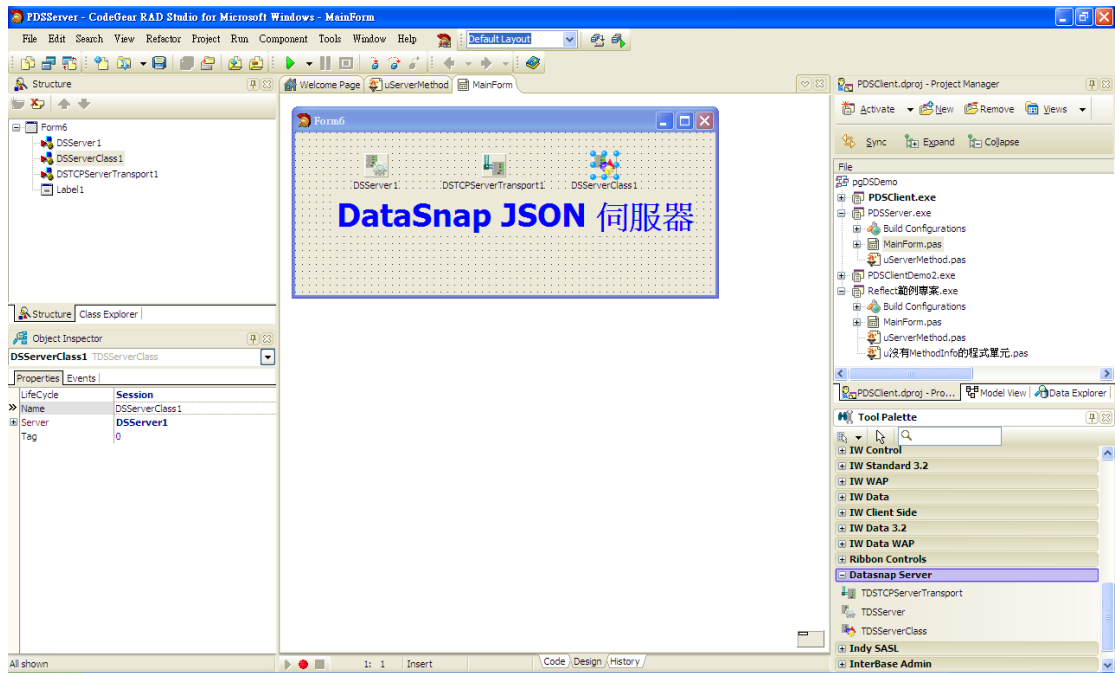 PDSServer - CodeGear RAD Studio for Microsoft Windows - MainForm
File Edit Search View Refactor Project Run Component Tools Window Help Default Layout
Structure
Form6
DSServer1
DSServerClass1
DSTCPServerTransport1
Label1
Structure Class Explorer
Object Inspector
DSServerClass1 TDSServerClass
Properties Events
LifeCycle Session
Name DSServerClass1
Server DSServer1
Tag 0
All shown
Welcome Page uServerMethod MainForm
Form6
DSServer1 DSTCPServerTransport1 DSServerClass1
DataSnap JSON 伺服器
1: 1 Insert Code Design History
PDSClient.dproj - Project Manager
Activate New Remove Views
Sync Expand Collapse
File
pgDSDemo
PDSClient.exe
PDSServer.exe
Build Configurations
MainForm.pas
uServerMethod.pas
PDSClientDemo2.exe
Reflect範例專案.exe
Build Configurations
MainForm.pas
uServerMethod.pas
u沒有MethodInfo的程式單元.pas
PDSClient.dproj - Pro... Model View Data Explorer
Tool Palette
IW Control
IW Standard 3.2
IW WAP
IW Data
IW Client Side
IW Data 3.2
IW Data WAP
Ribbon Controls
Datasnap Server
TDSTCPServerTransport
TDSServer
TDSServerClass
Indy SASL
InterBase Admin